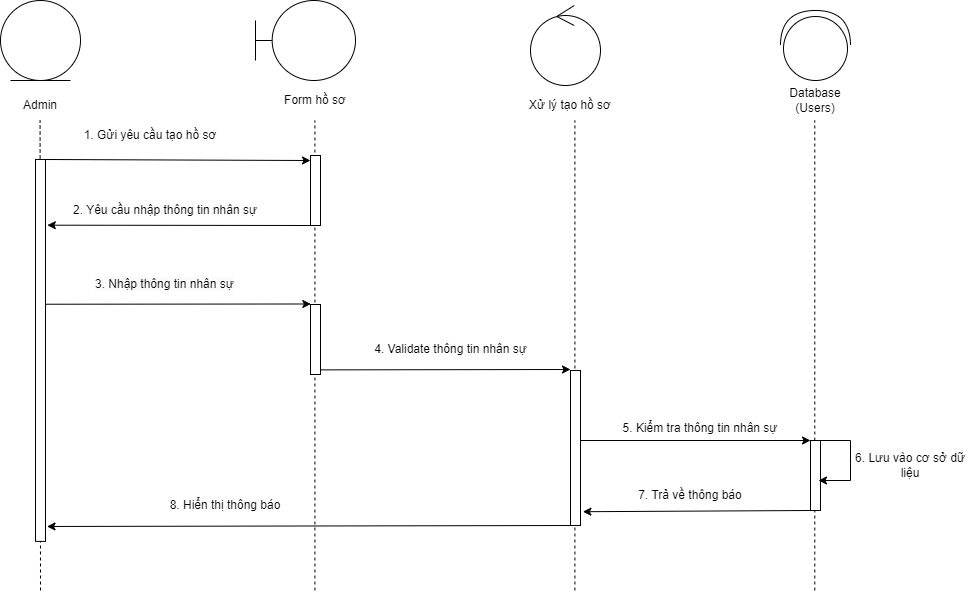 Admin
Form hồ sơ
Xử lý tạo hồ sơ
Database
(Users)
1. Gửi yêu cầu tạo hồ sơ
2. Yêu cầu nhập thông tin nhân sự
3. Nhập thông tin nhân sự
4. Validate thông tin nhân sự
5. Kiểm tra thông tin nhân sự
6. Lưu vào cơ sở dữ
liệu
7. Trả về thông báo
8. Hiển thị thông báo